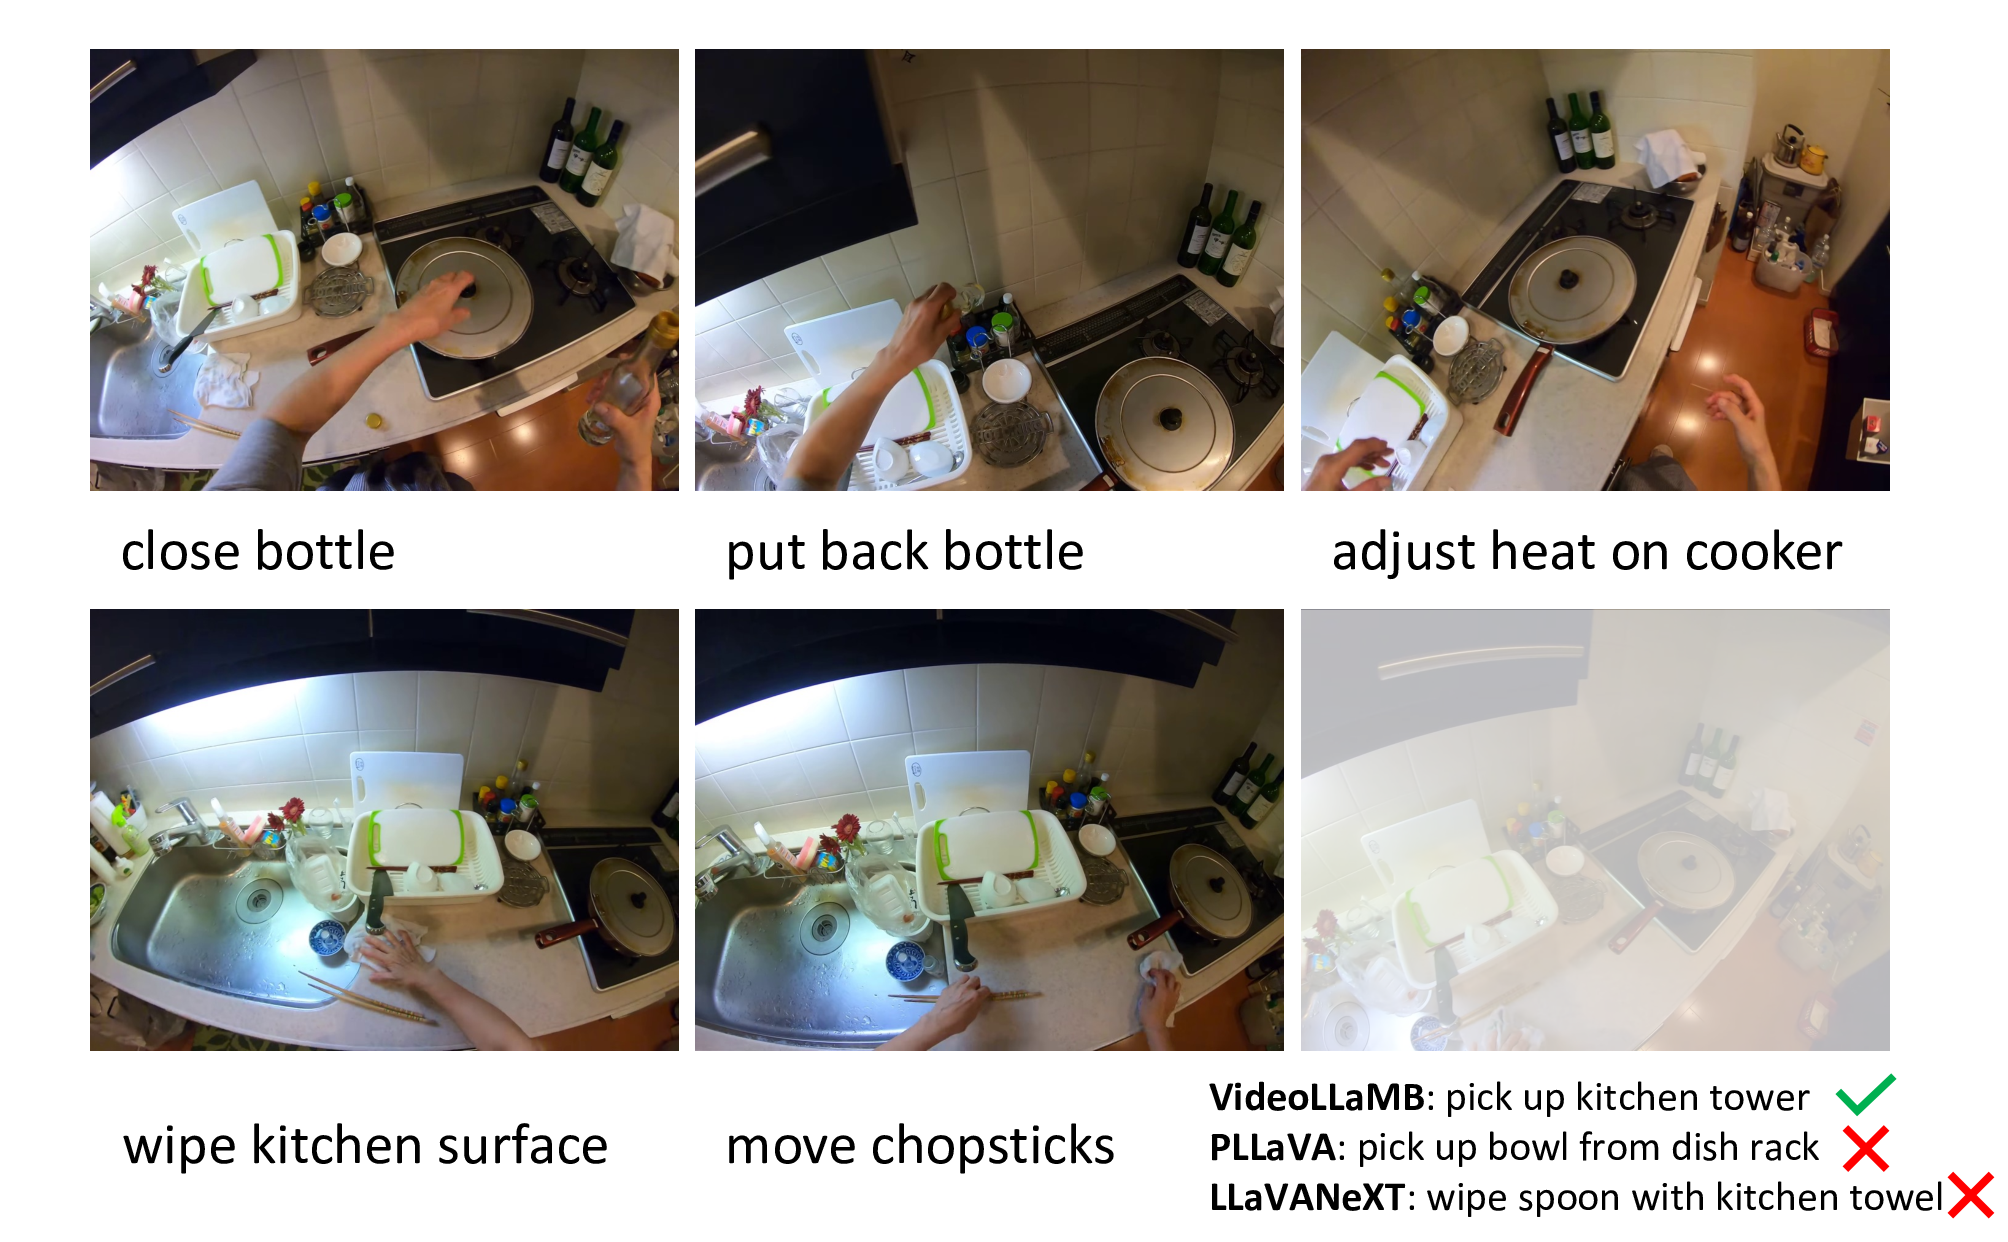 close bottle
put back bottle
adjust heat on cooker
wipe kitchen surface
move chopsticks
VideoLLaMB: pick up kitchen tower
PLLaVA: pick up bowl from dish rack
LLaVANeXT: wipe spoon with kitchen towel